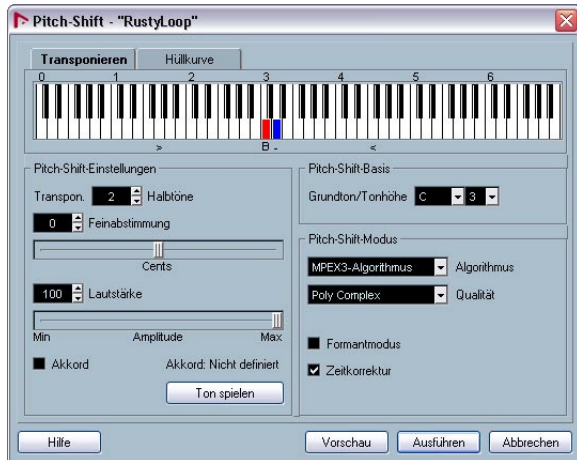 Pitch-Shift - "RustyLoop"
Transponieren Hüllkurve
0 1 2 3 4 5 6
> B - <
Pitch-Shift-Einstellungen
Transpon. 2 Halbtöne
0 Feinabstimmung
Cents
100 Lautstärke
Min Amplitude Max
Akkord Akkord: Nicht definiert
Ton spielen
Pitch-Shift-Basis
Grundton/Tonhöhe C 3
Pitch-Shift-Modus
MPEX3-Algorithmus Algorithmus
Poly Complex Qualität
Formantmodus
Zeitkorrektur
Hilfe Vorschau Ausführen Abbrechen